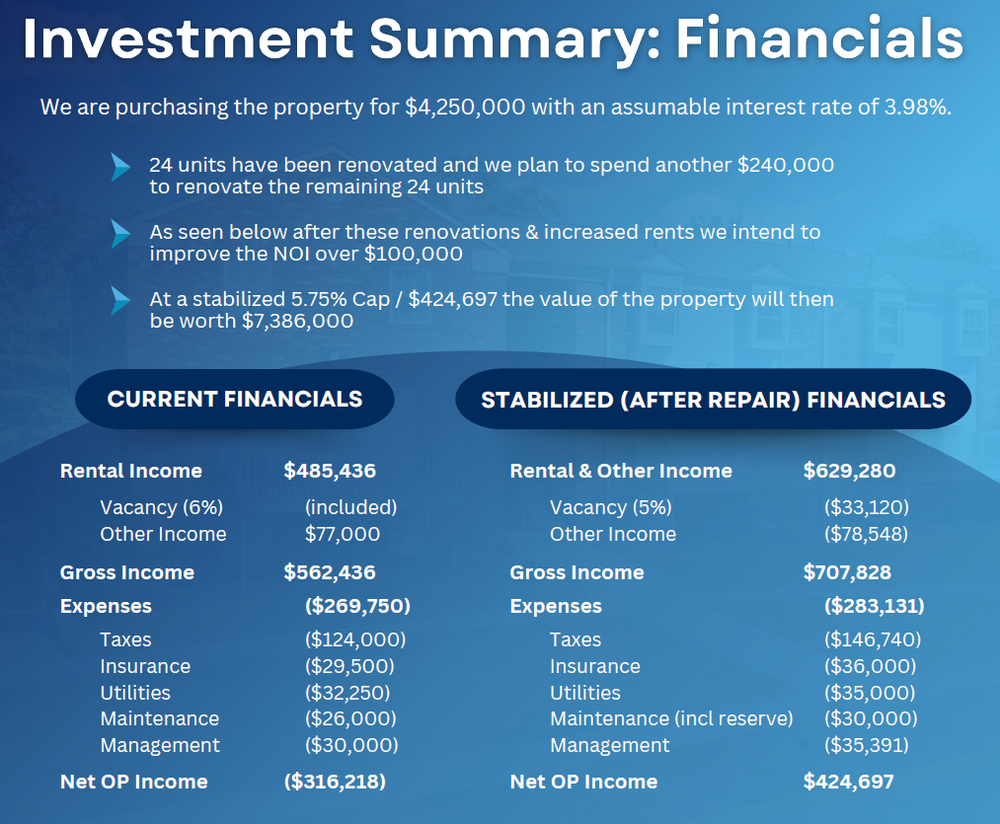 Investment Summary: Financials
We are purchasing the property for $4,250,000 with an assumable interest rate of 3.98%.
24 units have been renovated and we plan to spend another $240,000
to renovate the remaining 24 units
As seen below after these renovations & increased rents we intend to
improve the NOI over $100,000
At a stabilized 5.75% Cap / $424,697 the value of the property will then
be worth $7,386,000
CURRENT FINANCIALS
Rental Income $485,436
Vacancy (6%) (included)
Other Income $77,000
Gross Income $562,436
Expenses ($269,750)
Taxes ($124,000)
Insurance ($29,500)
Utilities ($32,250)
Maintenance ($26,000)
Management ($30,000)
Net OP Income ($316,218)
STABILIZED (AFTER REPAIR) FINANCIALS
Rental & Other Income $629,280
Vacancy (5%) ($33,120)
Other Income ($78,548)
Gross Income $707,828
Expenses ($283,131)
Taxes ($146,740)
Insurance ($36,000)
Utilities ($35,000)
Maintenance (incl reserve) ($30,000)
Management ($35,391)
Net OP Income $424,697